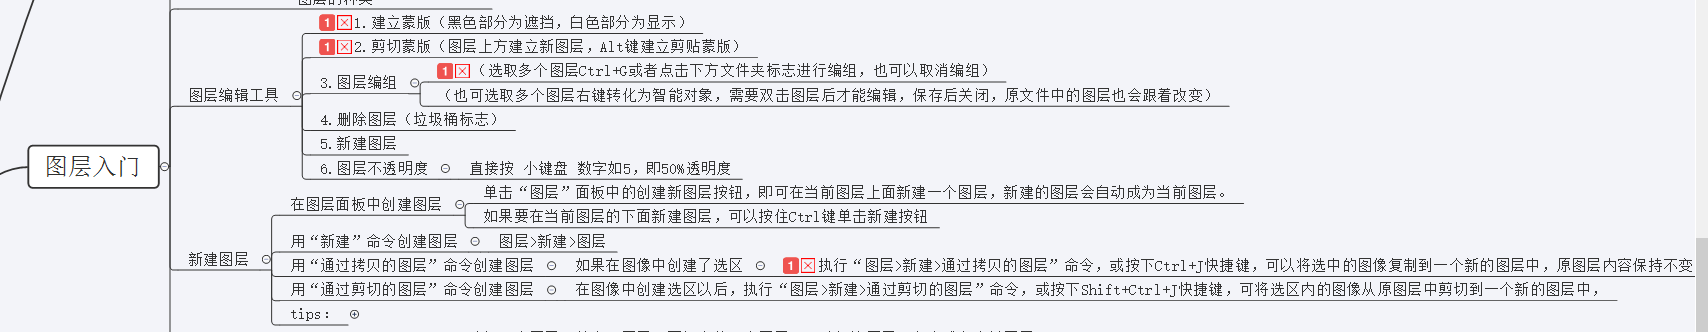 1 1.建立蒙版（黑色部分为遮挡，白色部分为显示）
1 2.剪切蒙版（图层上方建立新图层，Alt键建立剪贴蒙版）
3.图层编组
1 （选取多个图层Ctrl+G或者点击下方文件夹标志进行编组，也可以取消编组）
（也可选取多个图层右键转化为智能对象，需要双击图层后才能编辑，保存后关闭，原文件中的图层也会跟着改变）
图层编辑工具
4.删除图层（垃圾桶标志）
5.新建图层
6.图层不透明度
直接按 小键盘 数字如5，即50%透明度
图层入门
在图层面板中创建图层
单击“图层”面板中的创建新图层按钮，即可在当前图层上面新建一个图层，新建的图层会自动成为当前图层。
如果要在当前图层的下面新建图层，可以按住Ctrl键单击新建按钮
用“新建”命令创建图层
图层>新建>图层
新建图层
用“通过拷贝的图层”命令创建图层
如果在图像中创建了选区
1 执行“图层>新建>通过拷贝的图层”命令，或按下Ctrl+J快捷键，可以将选中的图像复制到一个新的图层中，原图层内容保持不变
用“通过剪切的图层”命令创建图层
在图像中创建选区以后，执行“图层>新建>通过剪切的图层”命令，或按下Shift+Ctrl+J快捷键，可将选区内的图像从原图层中剪切到一个新的图层中，
tips：